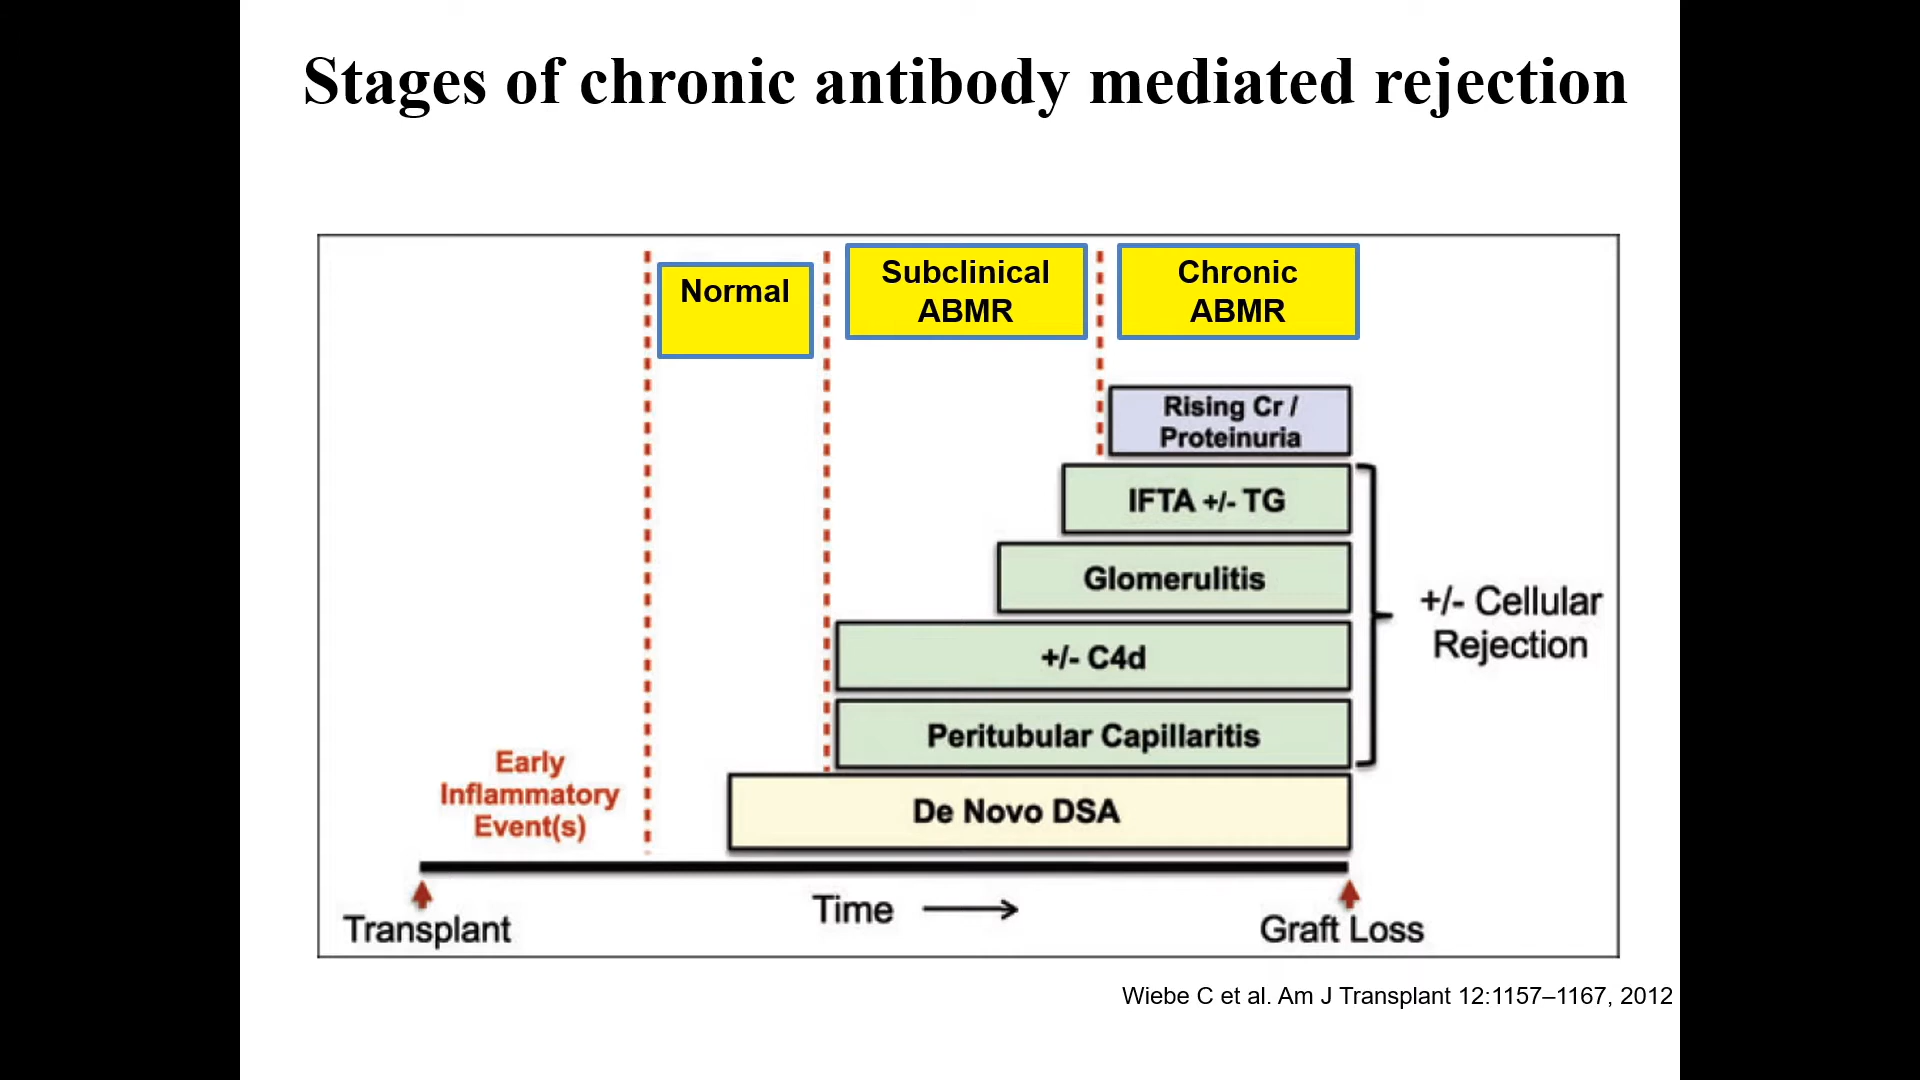 Stages of chronic antibody mediated rejection
Normal
Subclinical
ABMR
Chronic
ABMR
Rising Cr /
Proteinuria
IFTA +/- TG
Glomerulitis
+/- C4d
Peritubular Capillaritis
De Novo DSA
+/- Cellular
Rejection
Early
Inflammatory
Event(s)
Time
Transplant
Graft Loss
Wiebe C et al. Am J Transplant 12:1157–1167, 2012